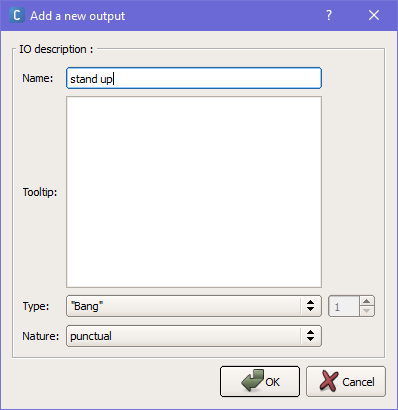 C Add a new output ?
IO description :
Name: stand up
Tooltip:
Type: "Bang" 1
Nature: punctual
OK Cancel